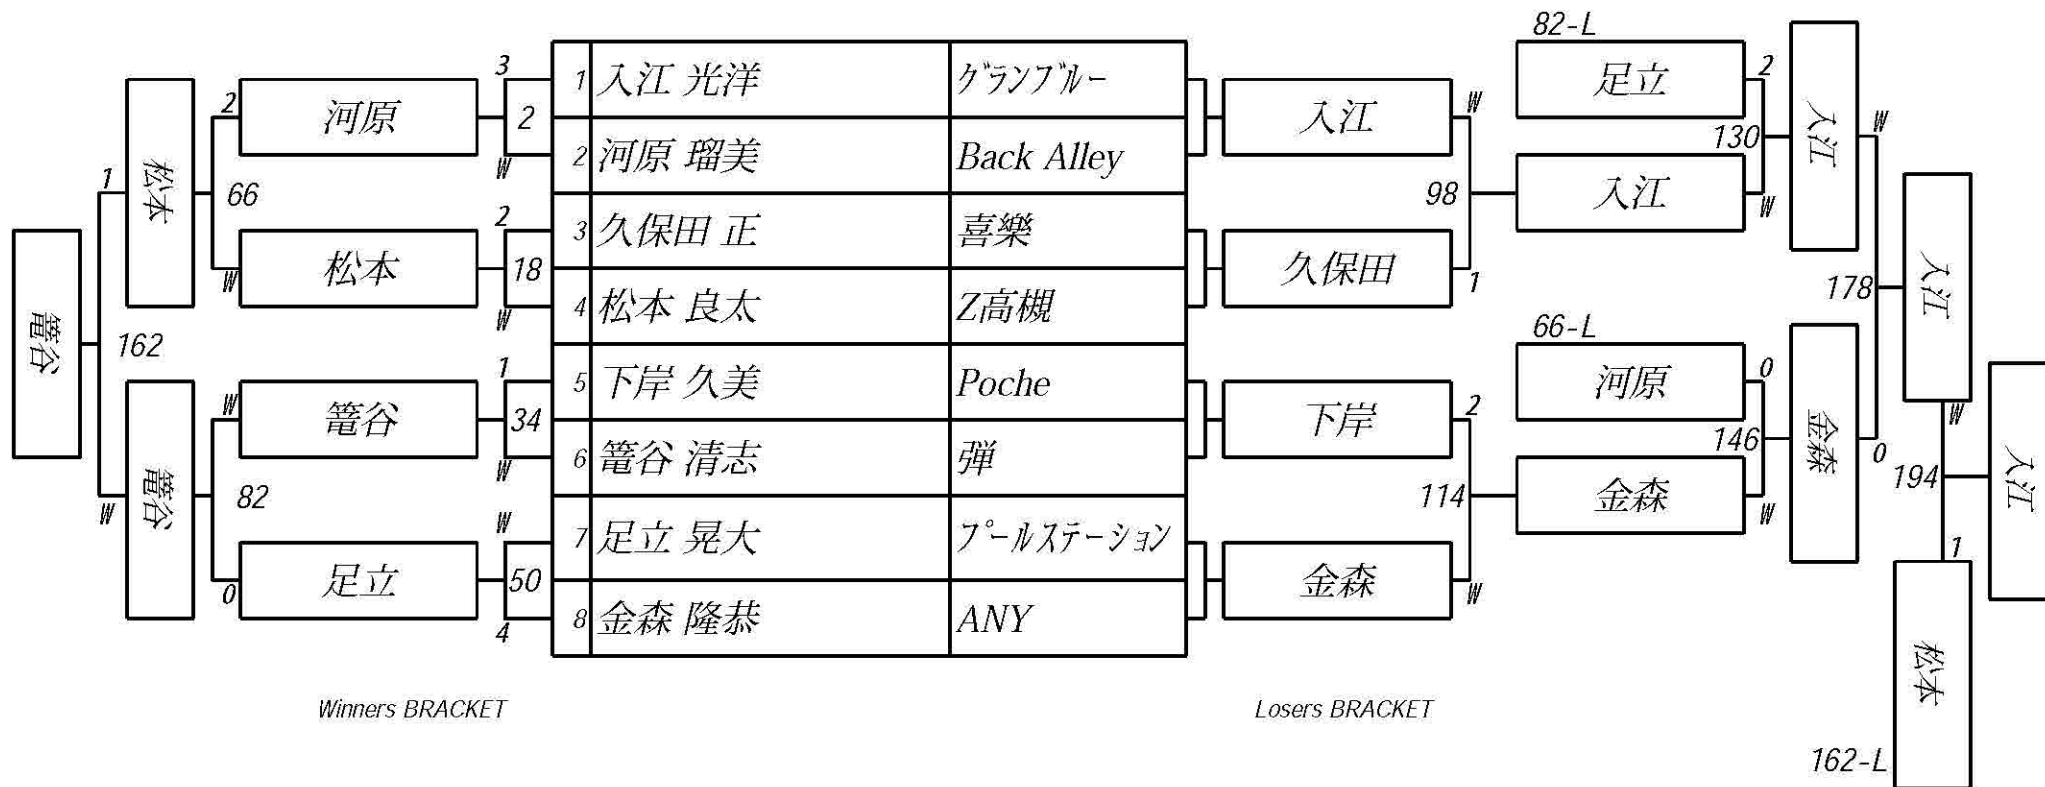 82-L
3
1 入江 光洋 グランブルー
足立
2
入江
W
入江
W
河原
2
2
2 河原 瑠美 Back Alley
W
130
松本
1
66
98
入江
W
入江
2
3 久保田 正 喜樂
久保田
1
松本
W
18
4 松本 良太 Z高槻
W
178
66-L
篭谷
162
1
5 下岸 久美 Poche
下岸
2
河原
0
篭谷
W
34
6 篭谷 清志 弾
W
146
金森
0
W
篭谷
W
82
114
金森
W
194
入江
W
7 足立 晃大 プールステーション
足立
0
50
8 金森 隆恭 ANY
4
金森
W
1
松本
Winners BRACKET
Losers BRACKET
162-L